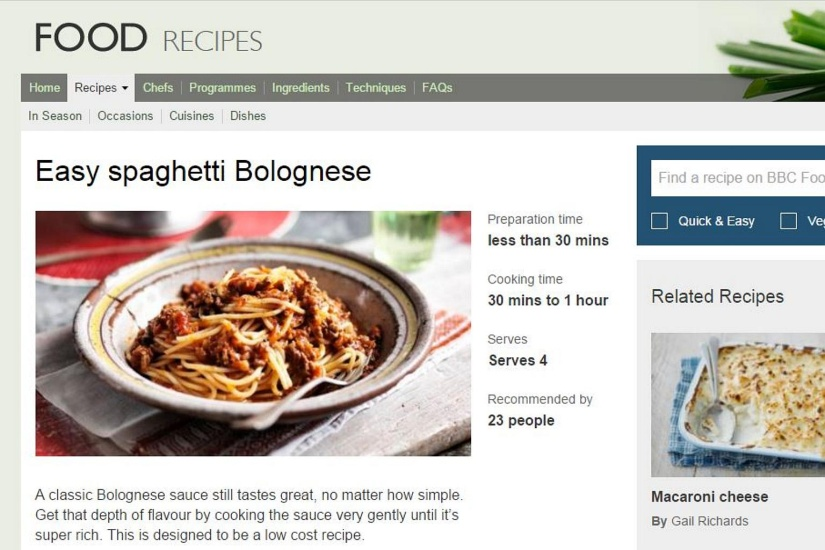 FOOD RECIPES
Home Recipes Chefs Programmes Ingredients Techniques FAQs
In Season Occasions Cuisines Dishes
Easy spaghetti Bolognese
Preparation time
less than 30 mins
Cooking time
30 mins to 1 hour
Serves
Serves 4
Recommended by
23 people
A classic Bolognese sauce still tastes great, no matter how simple.
Get that depth of flavour by cooking the sauce very gently until it's
super rich. This is designed to be a low cost recipe.
Find a recipe on BBC Foo
Quick & Easy Ve
Related Recipes
Macaroni cheese
By Gail Richards